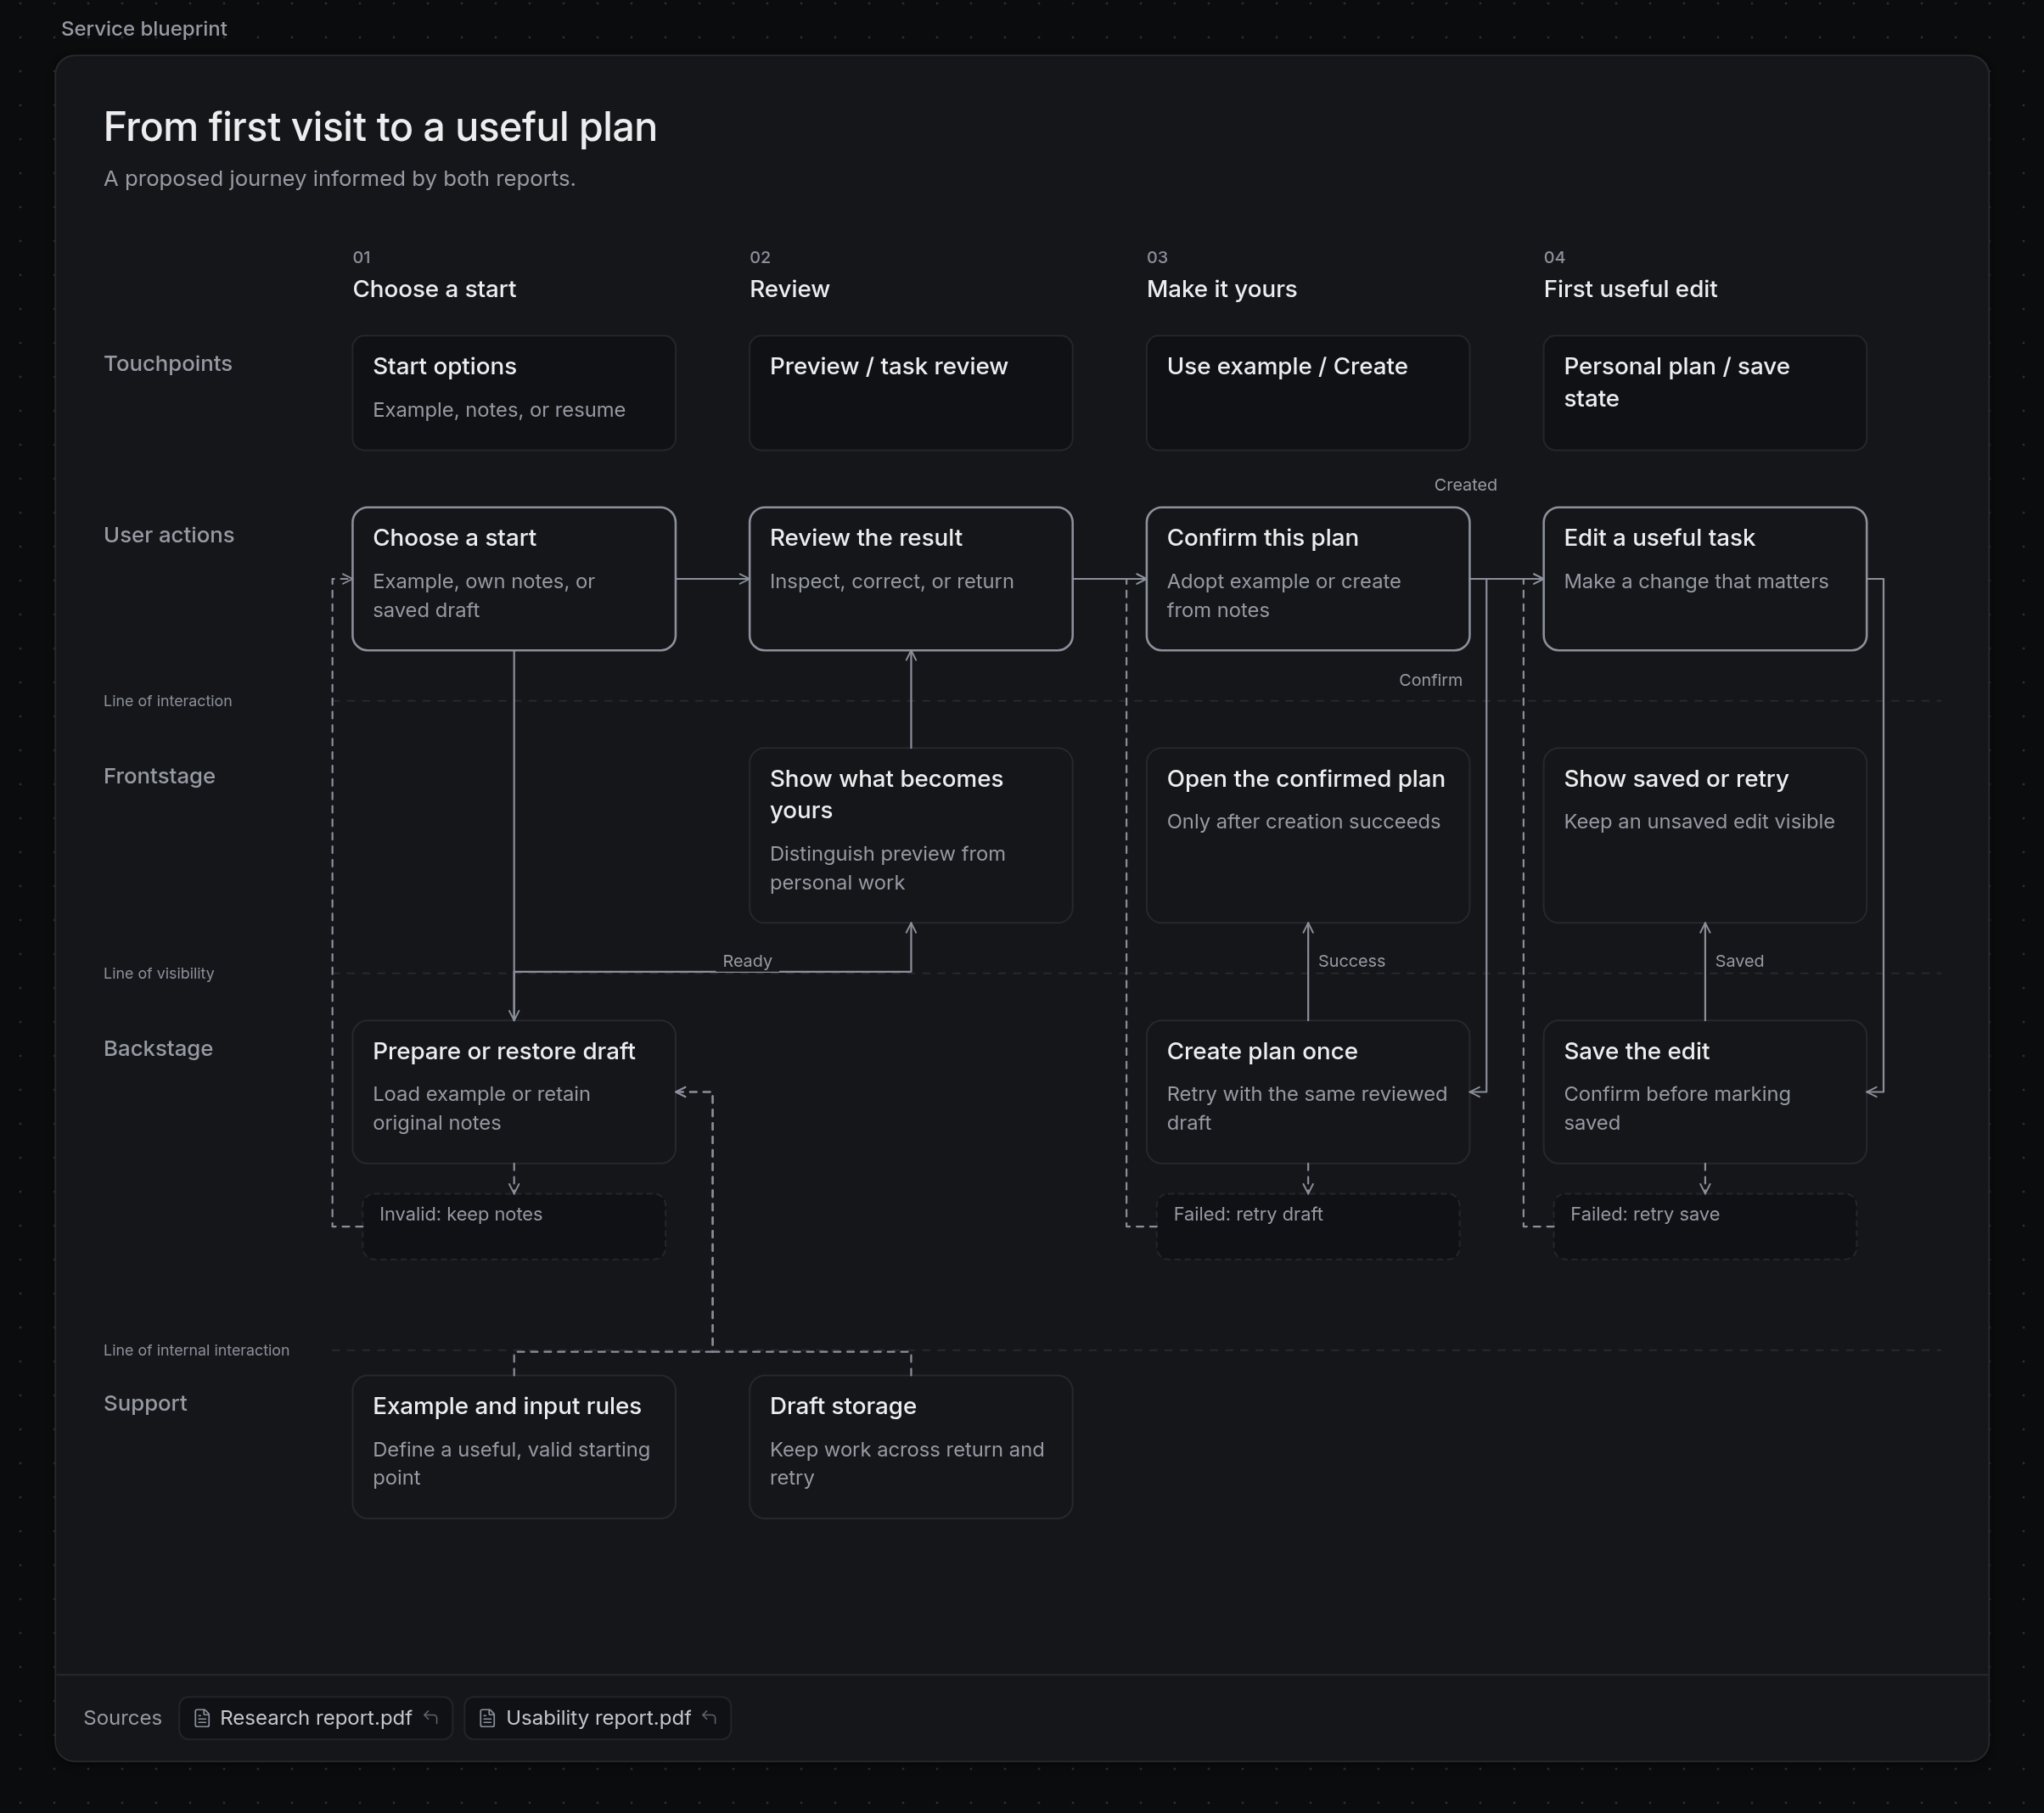 Service blueprint
From first visit to a useful plan
A proposed journey informed by both reports.
01
Choose a start
02
Review
03
Make it yours
04
First useful edit
Touchpoints
Start options
Example, notes, or resume
Preview / task review
Use example / Create
Personal plan / save
state
Created
User actions
Choose a start
Example, own notes, or
saved draft
Review the result
Inspect, correct, or return
Confirm this plan
Adopt example or create
from notes
Edit a useful task
Make a change that matters
Confirm
Line of interaction
Frontstage
Show what becomes
yours
Distinguish preview from
personal work
Open the confirmed plan
Only after creation succeeds
Show saved or retry
Keep an unsaved edit visible
Ready
Success
Saved
Line of visibility
Backstage
Prepare or restore draft
Load example or retain
original notes
Create plan once
Retry with the same reviewed
draft
Save the edit
Confirm before marking
saved
Invalid: keep notes
Failed: retry draft
Failed: retry save
Line of internal interaction
Support
Example and input rules
Define a useful, valid starting
point
Draft storage
Keep work across return and
retry
Sources
Research report.pdf
Usability report.pdf